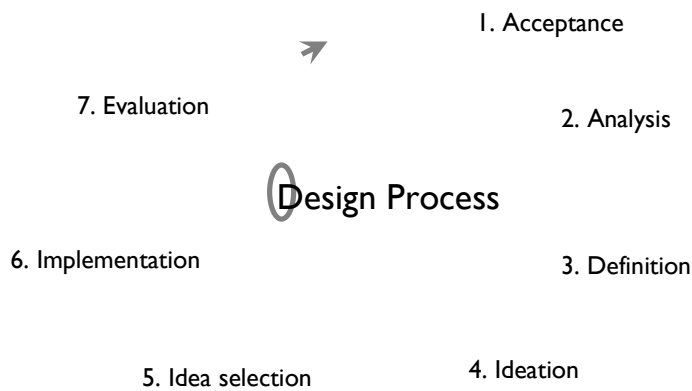 1. Acceptance
7. Evaluation
2. Analysis
Design Process
6. Implementation
3. Definition
4. Ideation
5. Idea selection